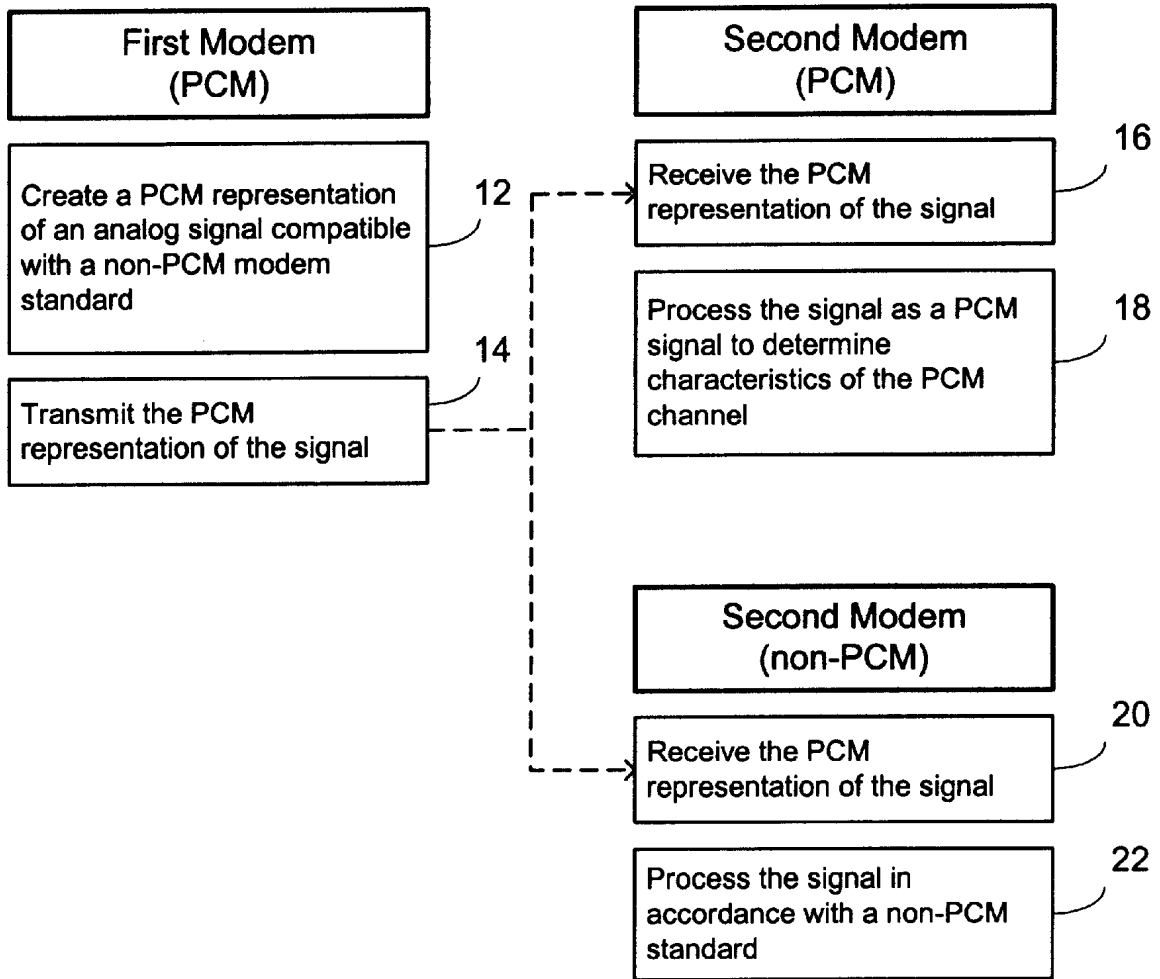 First Modem
(PCM)
Create a PCM representation
of an analog signal compatible
with a non-PCM modem
standard
12
Transmit the PCM
representation of the signal
14
Second Modem
(PCM)
Receive the PCM
representation of the signal
16
Process the signal as a PCM
signal to determine
characteristics of the PCM
channel
18
Second Modem
(non-PCM)
Receive the PCM
representation of the signal
20
Process the signal in
accordance with a non-PCM
standard
22